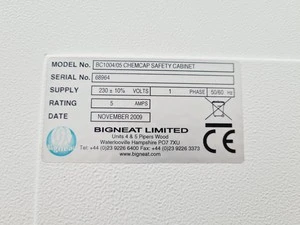 MODEL No. BC1004/05 CHEMCAP SAFETY CABINET
SERIAL No. 68964
SUPPLY 230 ± 10% VOLTS 1 PHASE 50/60 Hz
RATING 5 AMPS
DATE NOVEMBER 2009
BIGNEAT LIMITED
Units 4 & 5 Pipers Wood
Waterlooville Hampshire PO7 7XU
Tel: +44 (0)23 9226 6400 Fax: +44 (0)23 9226 3373
www.bigneat.com
CE